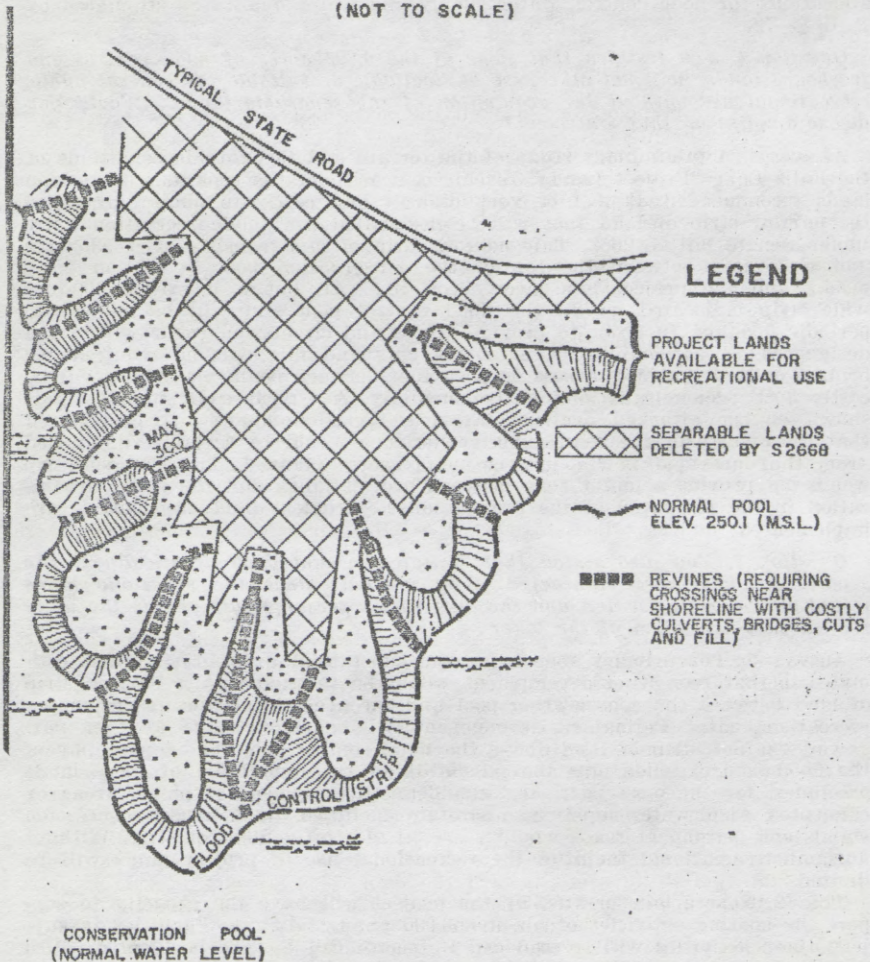 (NOT TO SCALE)
TYPICAL STATE ROAD
LEGEND
PROJECT LANDS
AVAILABLE FOR
RECREATIONAL USE
SEPARABLE LANDS
DELETED BY S2668
NORMAL POOL
ELEV. 250.1 (M.S.L.)
REVINES (REQUIRING
CROSSINGS NEAR
SHORELINE WITH COSTLY
CULVERTS, BRIDGES, CUTS
AND FILL)
MAX.
300
FLOOD CONTROL STRIP
CONSERVATION POOL
(NORMAL WATER LEVEL)